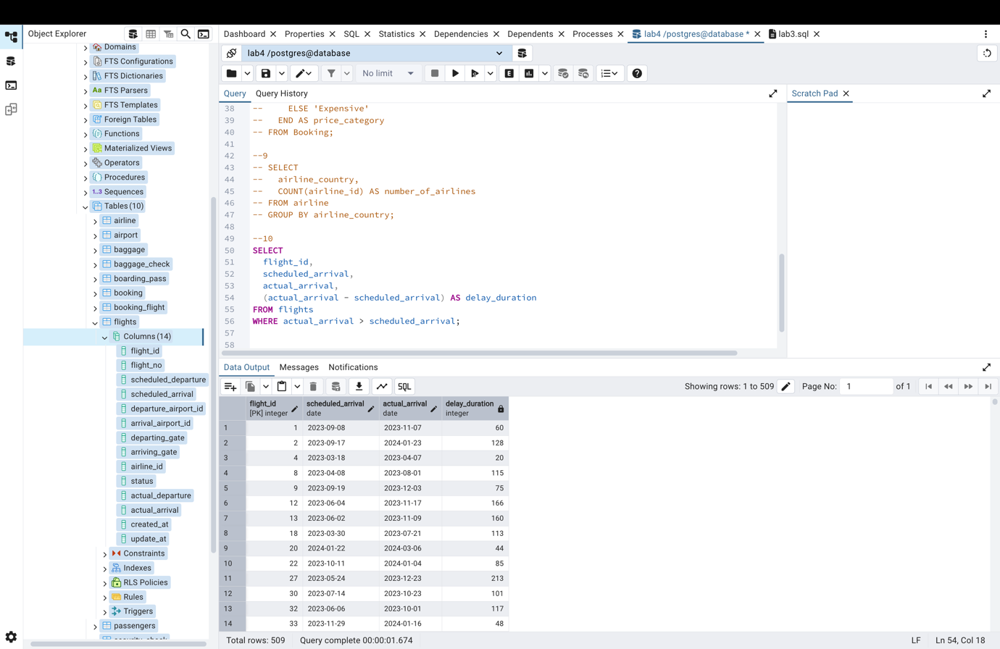 Object Explorer
Domains
FTS Configurations
FTS Dictionaries
Aa FTS Parsers
FTS Templates
Foreign Tables
Functions
Materialized Views
Operators
Procedures
1..3 Sequences
Tables (10)
airline
airport
baggage
baggage_check
boarding_pass
booking
booking_flight
flights
Columns (14)
flight_id
flight_no
scheduled_departure
scheduled_arrival
departure_airport_id
arrival_airport_id
departing_gate
arriving_gate
airline_id
status
actual_departure
actual_arrival
created_at
update_at
Constraints
Indexes
RLS Policies
Rules
Triggers
passengers
security_check
Dashboard Properties SQL Statistics Dependencies Dependents Processes lab4 /postgres@database * lab3.sql
lab4 /postgres@database
No limit E
Query Query History
Scratch Pad
38 -- ELSE 'Expensive'
39 -- END AS price_category
40 -- FROM Booking;
41
42 --9
43 -- SELECT
44 -- airline_country,
45 -- COUNT(airline_id) AS number_of_airlines
46 -- FROM airline
47 -- GROUP BY airline_country;
48
49 --10
50 SELECT
51 flight_id,
52 scheduled_arrival,
53 actual_arrival,
54 (actual_arrival - scheduled_arrival) AS delay_duration
55 FROM flights
56 WHERE actual_arrival > scheduled_arrival;
57
58
Data Output Messages Notifications
SQL Showing rows: 1 to 509 Page No: 1 of 1
flight_id scheduled_arrival actual_arrival delay_duration
[PK] integer date date integer
1 1 2023-09-08 2023-11-07 60
2 2 2023-09-17 2024-01-23 128
3 4 2023-03-18 2023-04-07 20
4 8 2023-04-08 2023-08-01 115
5 9 2023-09-19 2023-12-03 75
6 12 2023-06-04 2023-11-17 166
7 13 2023-06-02 2023-11-09 160
8 18 2023-03-30 2023-07-21 113
9 20 2024-01-22 2024-03-06 44
10 22 2023-10-11 2024-01-04 85
11 27 2023-05-24 2023-12-23 213
12 30 2023-07-14 2023-10-23 101
13 32 2023-06-06 2023-10-01 117
14 33 2023-11-29 2024-01-16 48
Total rows: 509 Query complete 00:00:01.674 LF Ln 54, Col 18